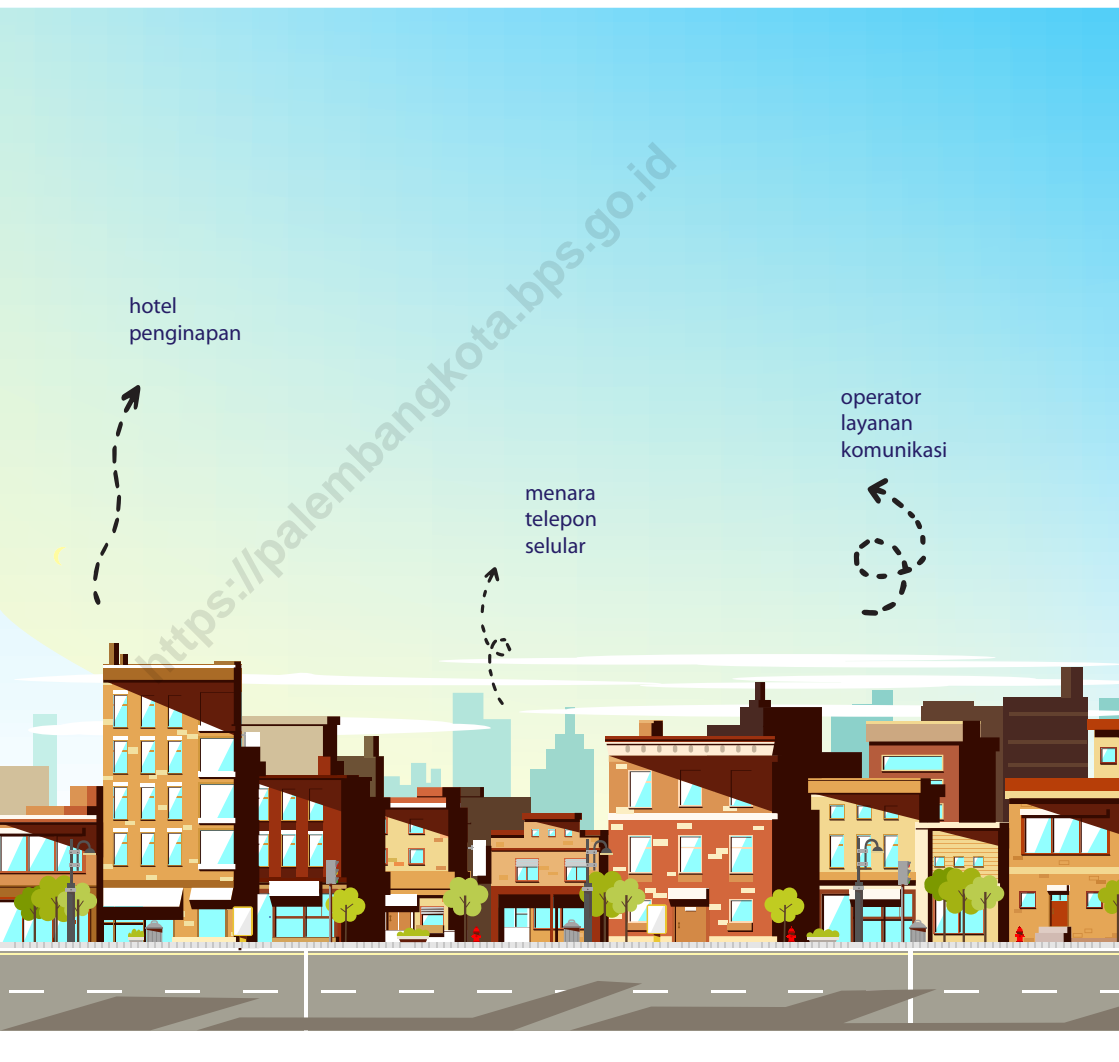 hotel
penginapan
operator
layanan
komunikasi
menara
telepon
selular
https://palembangkota.bps.go.id